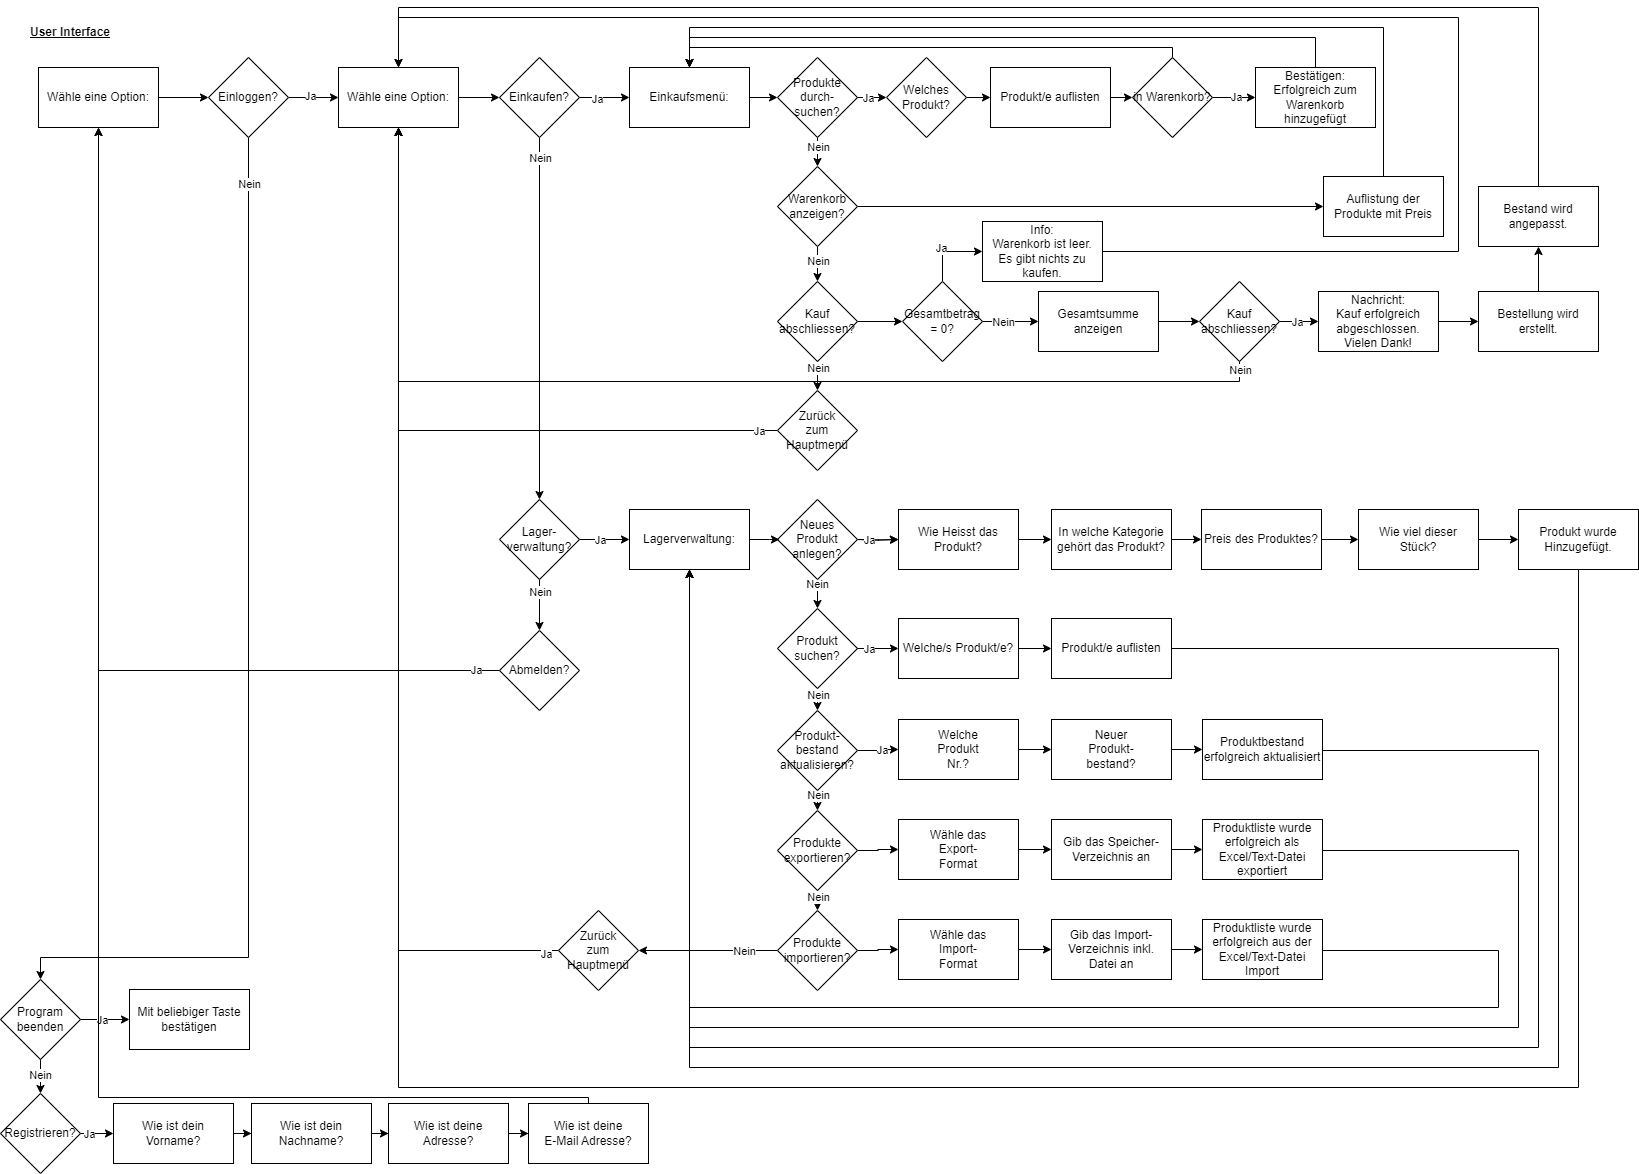 User Interface
Wähle eine Option:
Einloggen?
Ja
Wähle eine Option:
Einkaufen?
Ja
Einkaufsmenü:
Produkte
durch-
suchen?
Ja
Welches
Produkt?
Produkt/e auflisten
In Warenkorb?
Ja
Bestätigen:
Erfolgreich zum
Warenkorb
hinzugefügt
Nein
Nein
Nein
Warenkorb
anzeigen?
Auflistung der
Produkte mit Preis
Bestand wird
angepasst.
Nein
Ja
Info:
Warenkorb ist leer.
Es gibt nichts zu
kaufen.
Kauf
abschliessen?
Gesamtbetrag
= 0?
Nein
Gesamtsumme
anzeigen
Kauf
abschliessen?
Ja
Nachricht:
Kauf erfolgreich
abgeschlossen.
Vielen Dank!
Bestellung wird
erstellt.
Nein
Nein
Zurück
zum
Hauptmenü
Ja
Lager-
verwaltung?
Ja
Lagerverwaltung:
Neues
Produkt
anlegen?
Ja
Wie Heisst das
Produkt?
In welche Kategorie
gehört das Produkt?
Preis des Produktes?
Wie viel dieser
Stück?
Produkt wurde
Hinzugefügt.
Nein
Nein
Abmelden?
Ja
Produkt
suchen?
Ja
Welche/s Produkt/e?
Produkt/e auflisten
Nein
Produkt-
bestand
aktualisieren?
Ja
Welche
Produkt
Nr.?
Neuer
Produkt-
bestand?
Produktbestand
erfolgreich aktualisiert
Nein
Produkte
exportieren?
Wähle das
Export-
Format
Gib das Speicher-
Verzeichnis an
Produktliste wurde
erfolgreich als
Excel/Text-Datei
exportiert
Nein
Zurück
zum
Hauptmenü
Ja
Nein
Produkte
importieren?
Wähle das
Import-
Format
Gib das Import-
Verzeichnis inkl.
Datei an
Produktliste wurde
erfolgreich aus der
Excel/Text-Datei
Import
Program
beenden
Ja
Mit beliebiger Taste
bestätigen
Nein
Registrieren?
Ja
Wie ist dein
Vorname?
Wie ist dein
Nachname?
Wie ist deine
Adresse?
Wie ist deine
E-Mail Adresse?